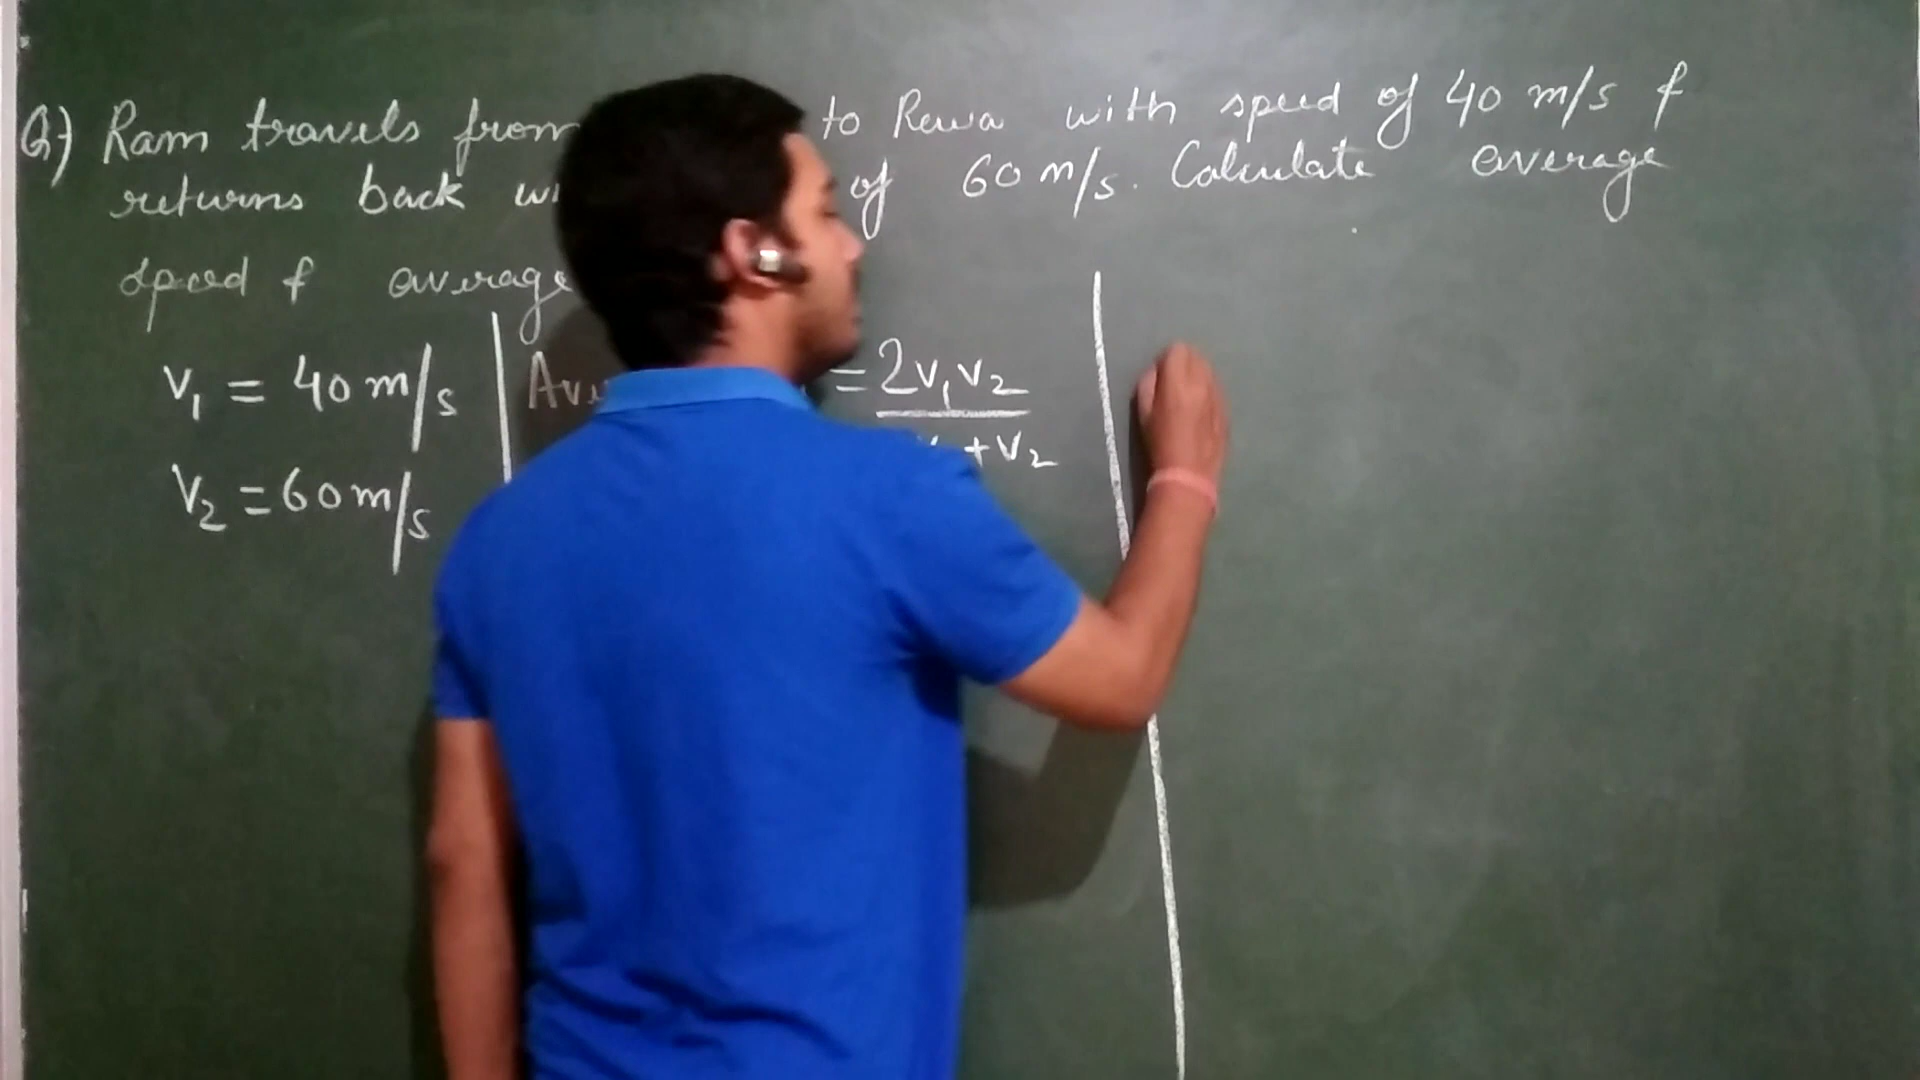 Q) Ram travels from to Rewa with speed of 40 m/s &
returns back of 60 m/s. Calculate average
speed & average
V₁ = 40 m/s
V₂ = 60 m/s
= 2v₁v₂
+ V₂